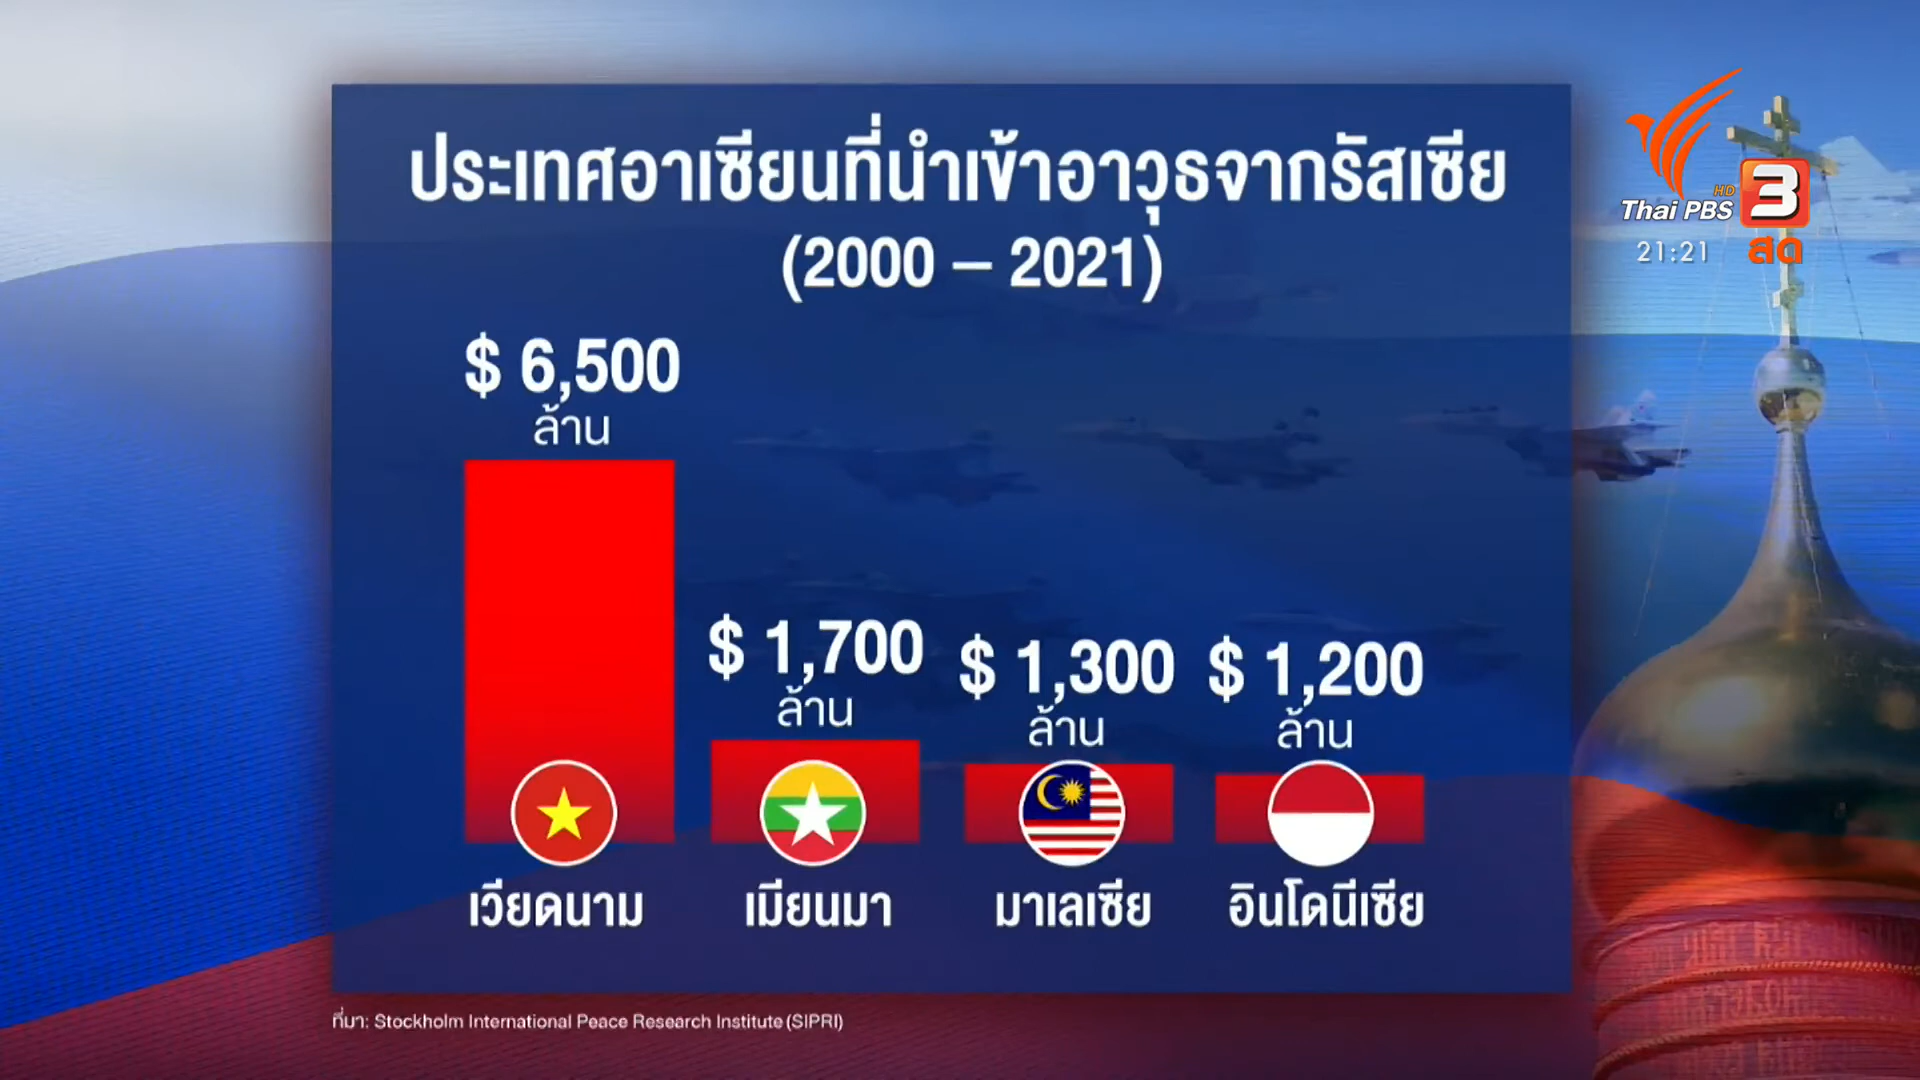 ประเทศอาเซียนที่นำเข้าอาวุธจากรัสเซีย
(2000 – 2021)
Thai PBS HD 3
21:21 สด
$ 6,500
ล้าน
$ 1,700
ล้าน
$ 1,300
ล้าน
$ 1,200
ล้าน
เวียดนาม
เมียนมา
มาเลเซีย
อินโดนีเซีย
ที่มา: Stockholm International Peace Research Institute (SIPRI)